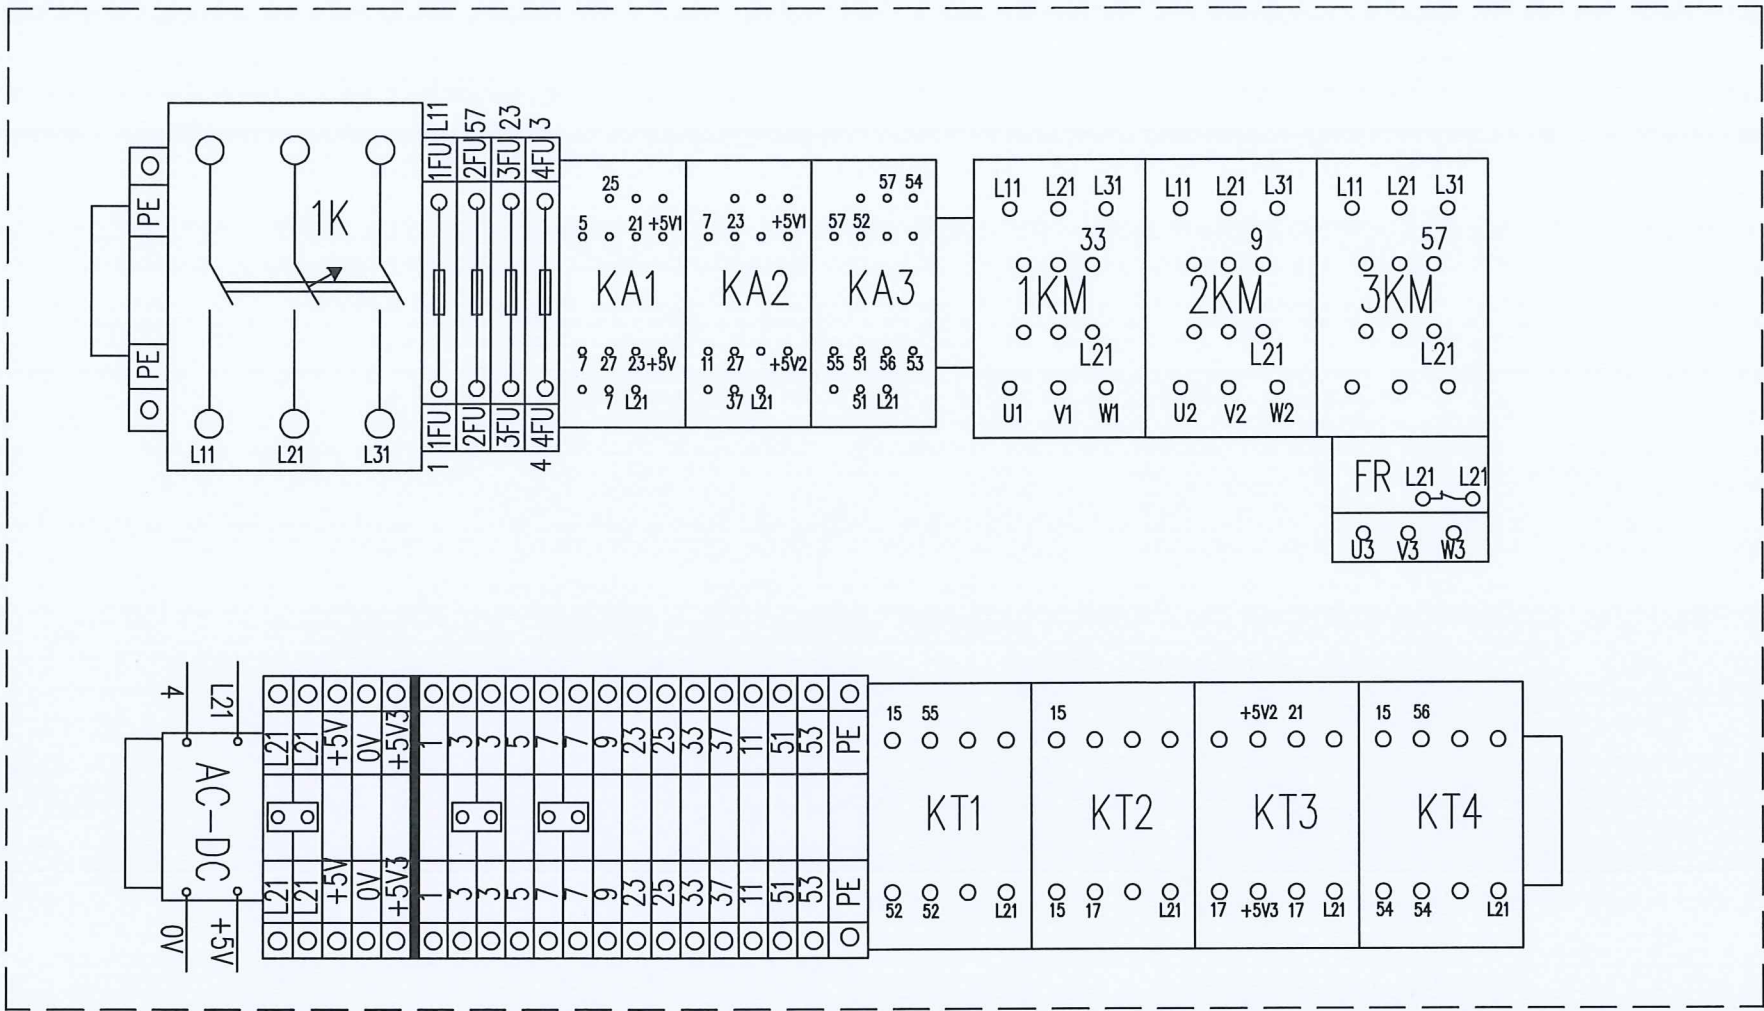 1FU L11
2FU 57
3FU 23
4FU 3
PE
1K
PE
L11 L21 L31
1 1FU
2FU
3FU
4 4FU
25
5 21 +5V1
KA1
7 27 23 +5V
7 L21
7 23 +5V1
KA2
11 27 +5V2
37 L21
57 54
57 52
KA3
55 51 56 53
51 L21
L11 L21 L31
33
1KM
L21
U1 V1 W1
L11 L21 L31
9
2KM
L21
U2 V2 W2
L11 L21 L31
57
3KM
L21
FR L21 L21
U3 V3 W3
4 L21
AC-DC
0V +5V
L21 L21 +5V 0V +5V3 1 3 3 5 7 7 9 23 25 33 37 11 51 53 PE
L21 L21 +5V 0V +5V3 1 3 3 5 7 7 9 23 25 33 37 11 51 53 PE
15 55
KT1
52 52 L21
15
KT2
15 17 L21
+5V2 21
KT3
17 +5V3 17 L21
15 56
KT4
54 54 L21